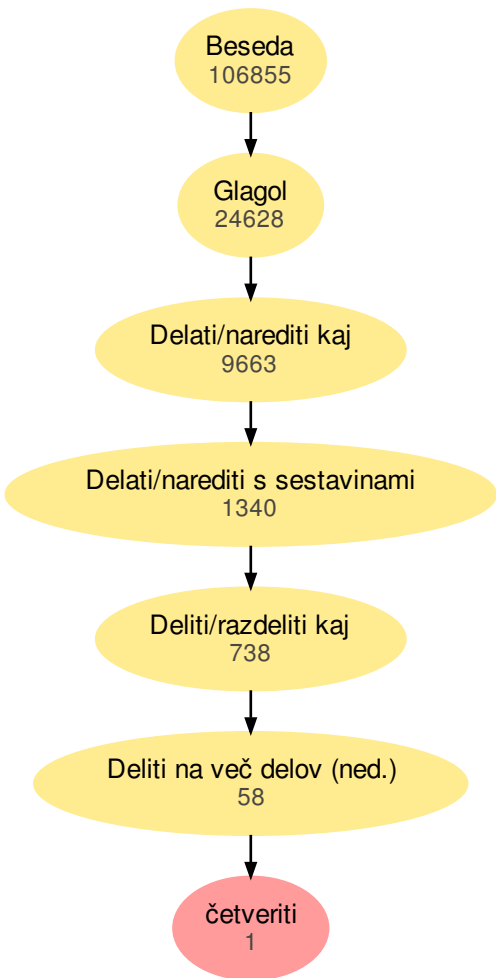 Beseda
106855
Glagol
24628
Delati/narediti kaj
9663
Delati/narediti s sestavinami
1340
Deliti/razdeliti kaj
738
Deliti na več delov (ned.)
58
četveriti
1